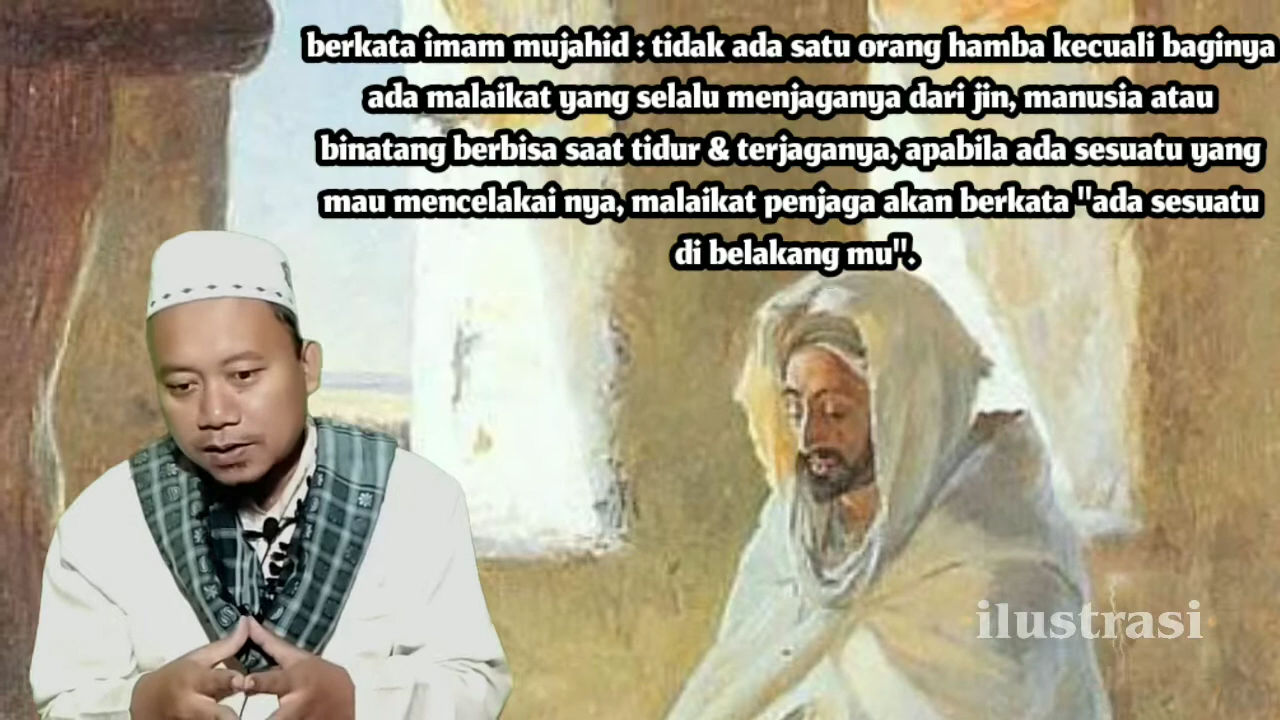 berkata imam mujahid : tidak ada satu orang hamba kecuali baginya
ada malaikat yang selalu menjaganya dari jin, manusia atau
binatang berbisa saat tidur & terjaganya, apabila ada sesuatu yang
mau mencelakai nya, malaikat penjaga akan berkata "ada sesuatu
di belakang mu".
ilustrasi